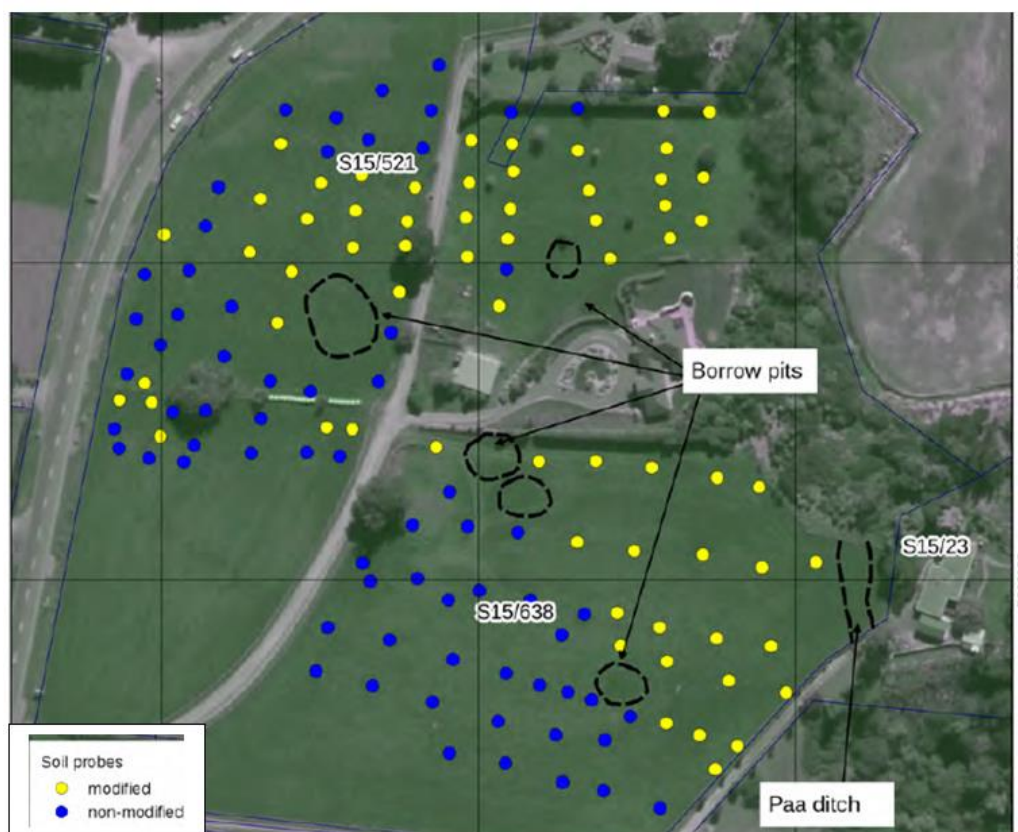 S15/521
Borrow pits
S15/23
S15/638
Paa ditch
Soil probes
modified
non-modified